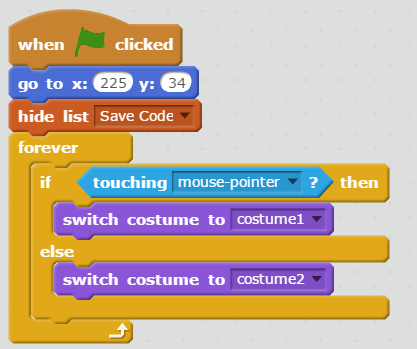 when clicked
go to x: 225 y: 34
hide list Save Code
forever
if touching mouse-pointer ? then
switch costume to costume1
else
switch costume to costume2